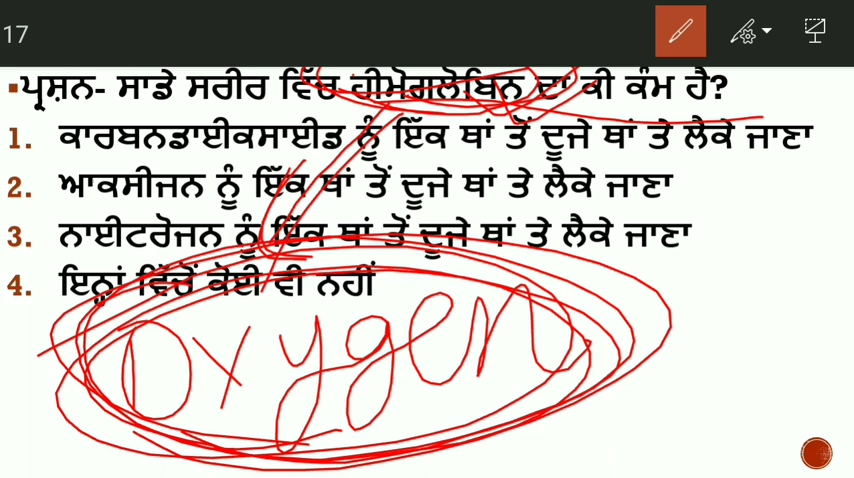 17
▪ਪ੍ਰਸ਼ਨ- ਸਾਡੇ ਸਰੀਰ ਵਿੱਚ ਹੀਮੋਗਲੋਬਿਨ ਦਾ ਕੀ ਕੰਮ ਹੈ?
1. ਕਾਰਬਨਡਾਈਕਸਾਈਡ ਨੂੰ ਇੱਕ ਥਾਂ ਤੋਂ ਦੂਜੇ ਥਾਂ ਤੇ ਲੈਕੇ ਜਾਣਾ
2. ਆਕਸੀਜਨ ਨੂੰ ਇੱਕ ਥਾਂ ਤੋਂ ਦੂਜੇ ਥਾਂ ਤੇ ਲੈਕੇ ਜਾਣਾ
3. ਨਾਈਟਰੋਜਨ ਨੂੰ ਇੱਕ ਥਾਂ ਤੋਂ ਦੂਜੇ ਥਾਂ ਤੇ ਲੈਕੇ ਜਾਣਾ
4. ਇਨ੍ਹਾਂ ਵਿੱਚੋਂ ਕੋਈ ਵੀ ਨਹੀਂ
Oxygen